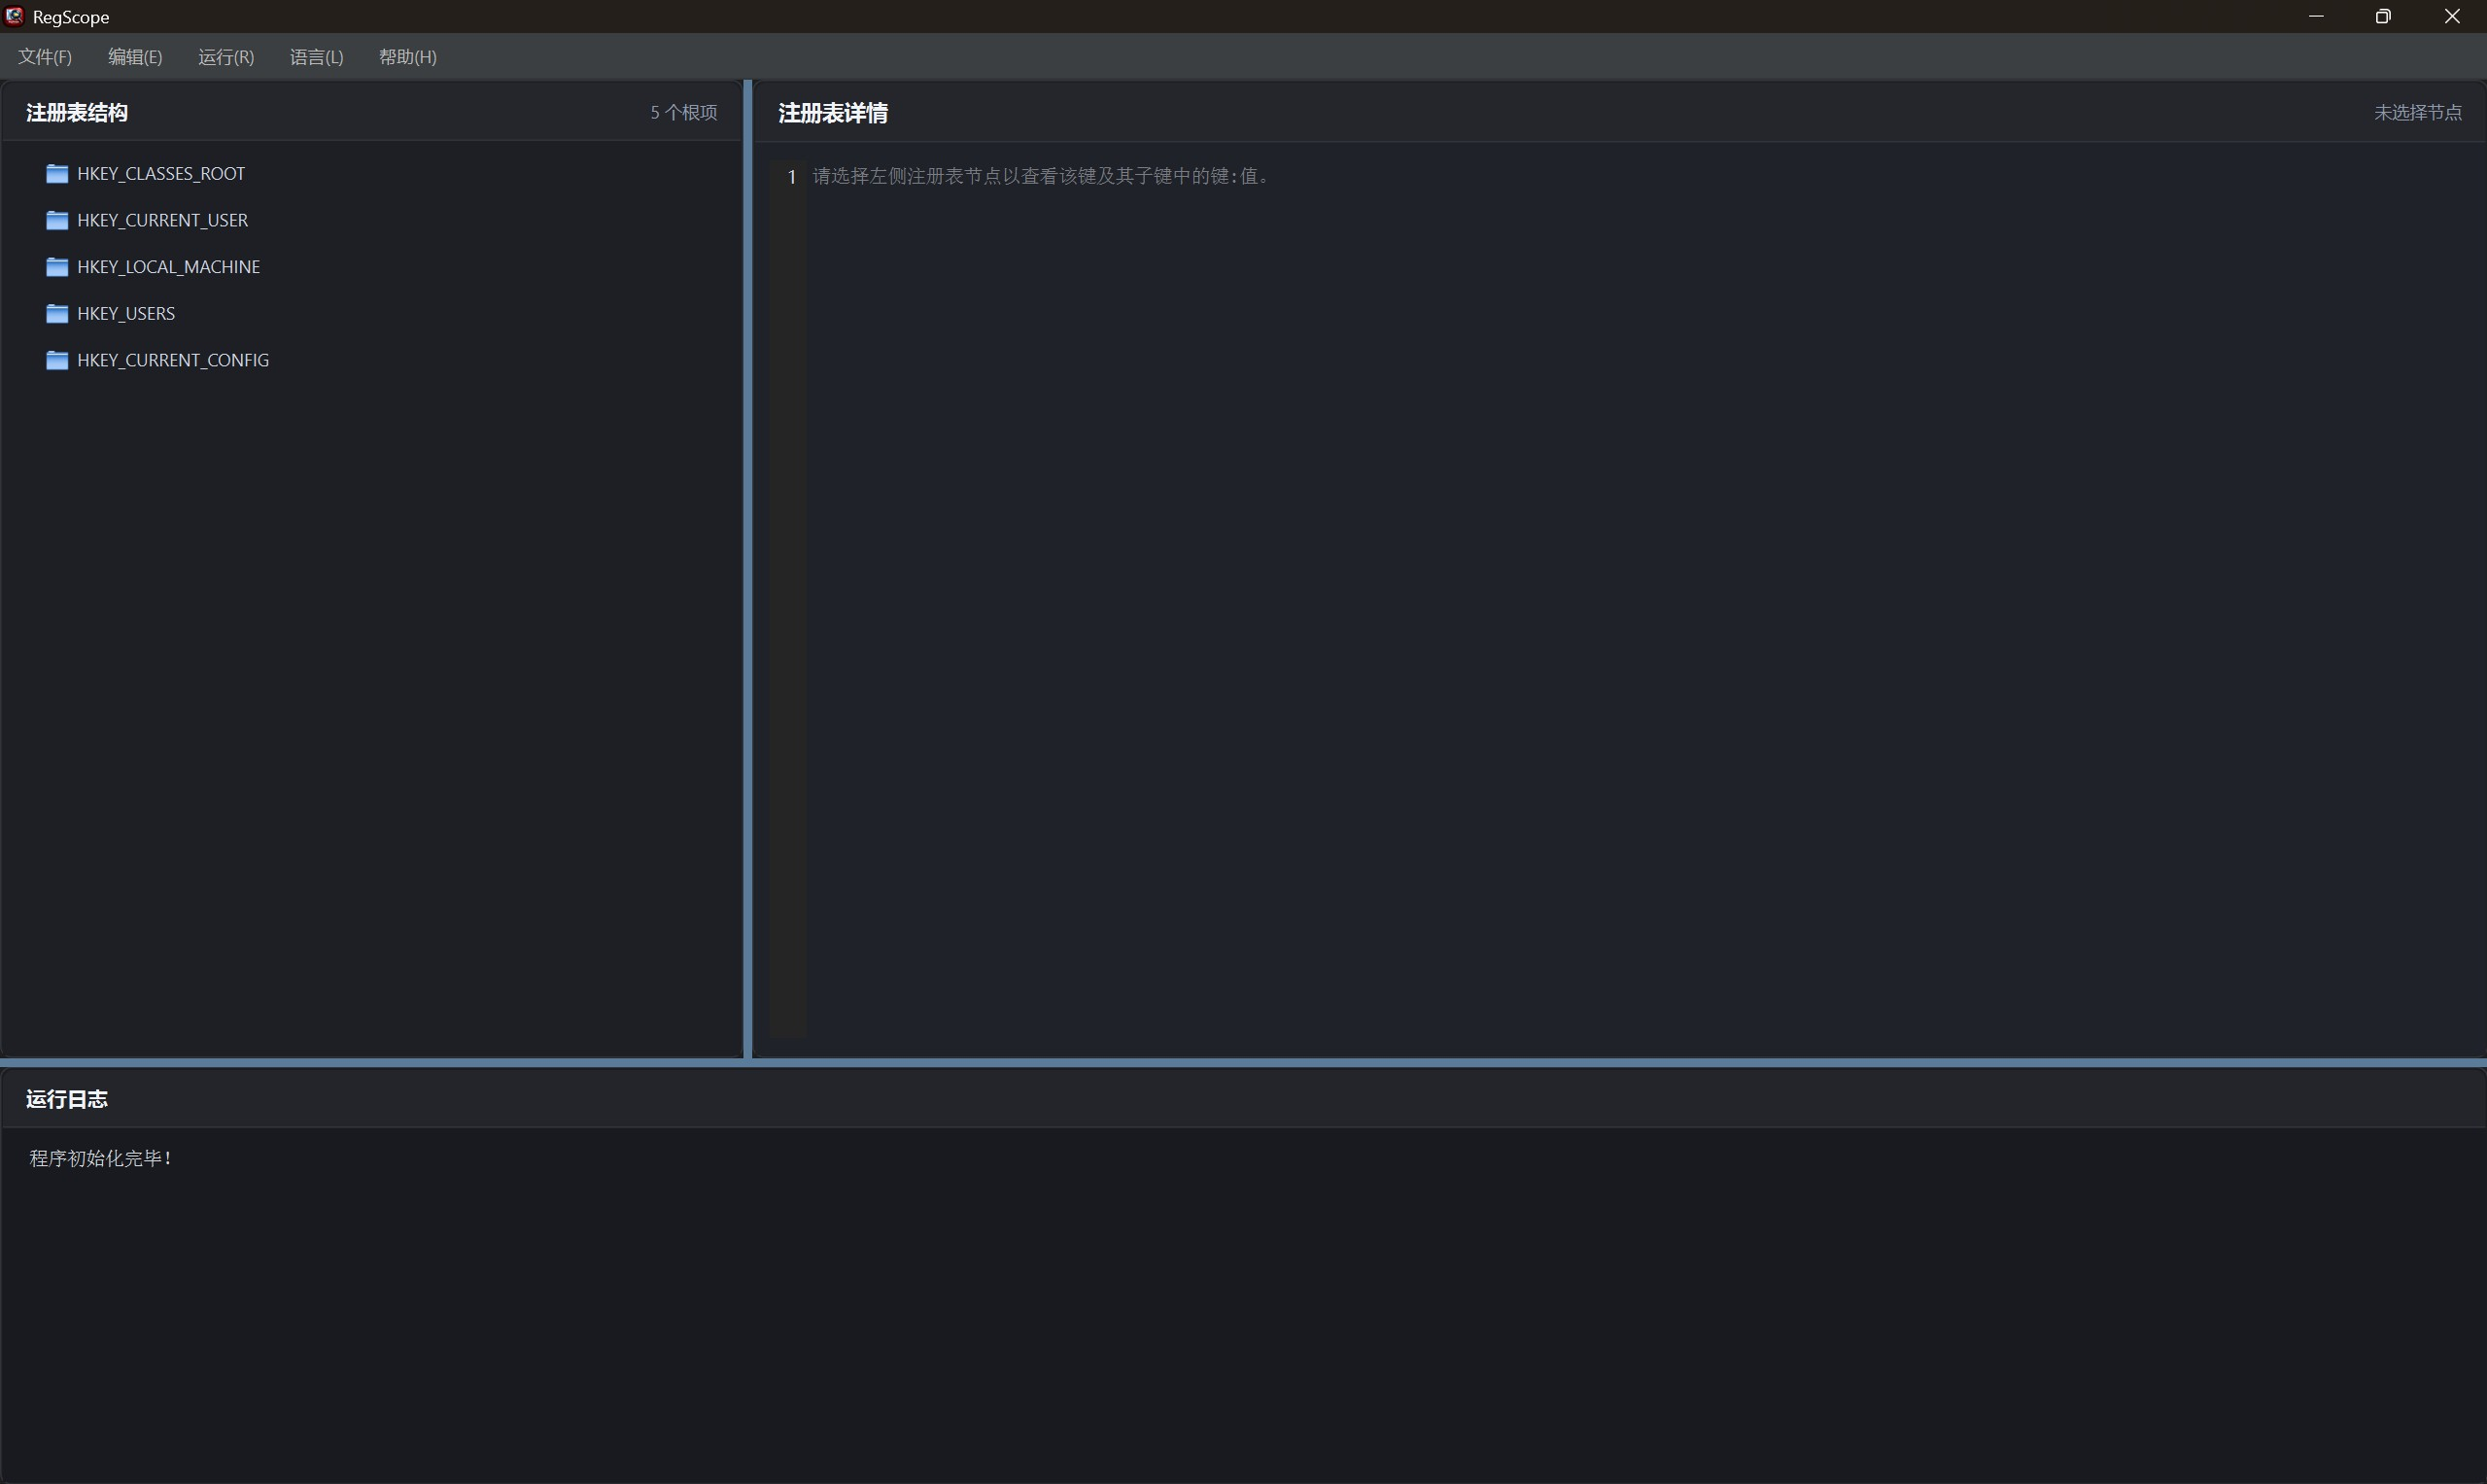 RegScope
文件(F) 编辑(E) 运行(R) 语言(L) 帮助(H)
注册表结构 5 个根项
HKEY_CLASSES_ROOT
HKEY_CURRENT_USER
HKEY_LOCAL_MACHINE
HKEY_USERS
HKEY_CURRENT_CONFIG
注册表详情 未选择节点
1 请选择左侧注册表节点以查看该键及其子键中的键:值。
运行日志
程序初始化完毕!